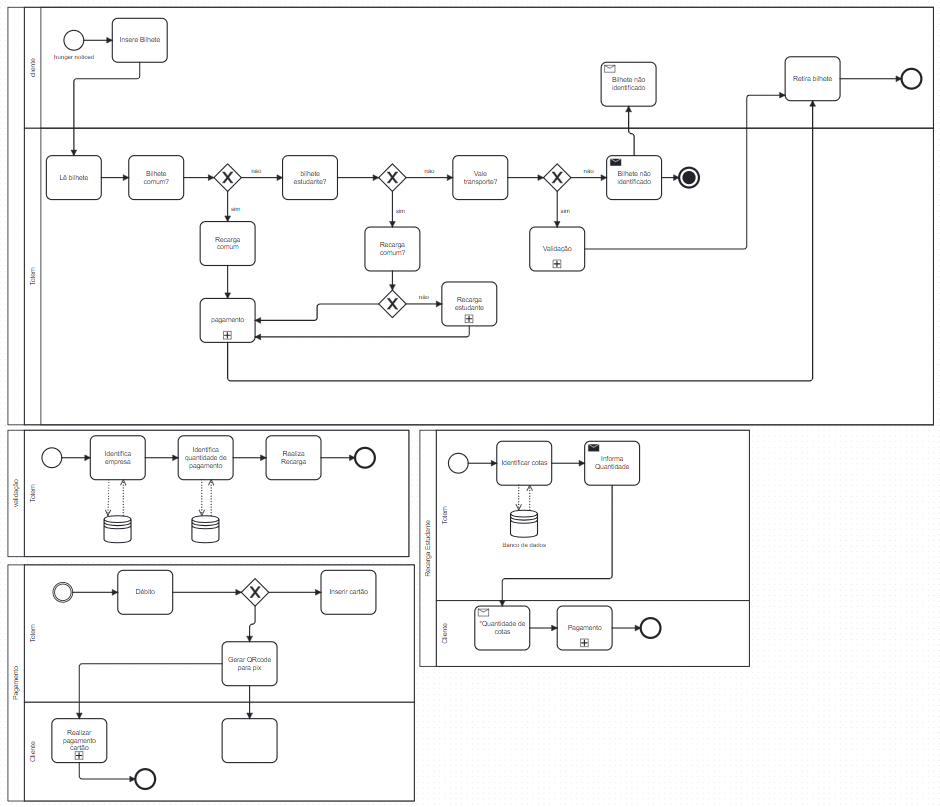 cliente
hunger noticed
Insere Bilhete
Bilhete não
identificado
Retira bilhete
Totem
Lê bilhete
Bilhete
comum?
não
bilhete
estudante?
não
Vale
transporte?
não
Bilhete não
identificado
sim
sim
sim
Recarga
comum
Recarga
comum?
Validação
pagamento
não
Recarga
estudante
validação
Totem
Identifica
empresa
Identifica
quantidade de
pagamento
Realiza
Recarga
Recarga Estudante
Totem
Identificar cotas
Informa
Quantidade
Banco de dados
Cliente
"Quantidade de
cotas
Pagamento
Pagamento
Totem
Débito
Inserir cartão
Gerar QRcode
para pix
Cliente
Realizar
pagamento
cartão